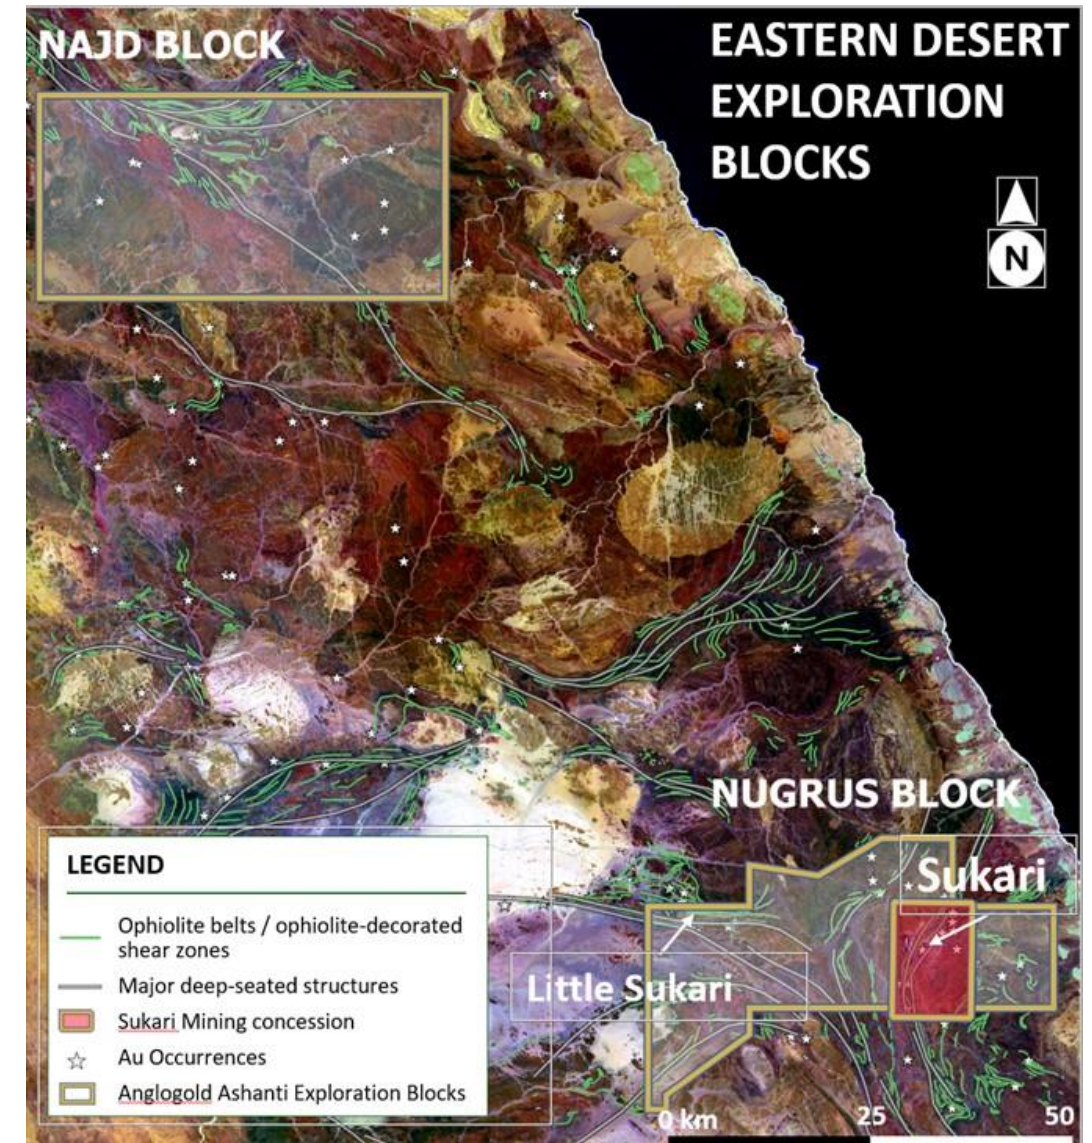 NAJD BLOCK
EASTERN DESERT
EXPLORATION
BLOCKS
N
NUGRUS BLOCK
Sukari
Little Sukari
LEGEND
Ophiolite belts / ophiolite-decorated
shear zones
Major deep-seated structures
Sukari Mining concession
Au Occurrences
Anglogold Ashanti Exploration Blocks
0 km 25 50